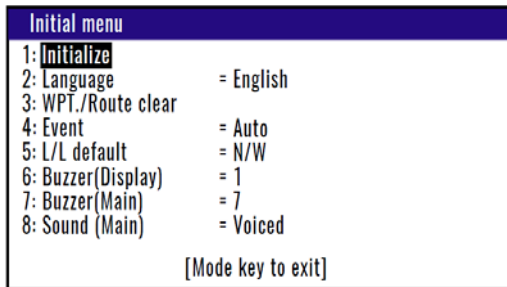 Initial menu
1: Initialize
2: Language = English
3: WPT./Route clear
4: Event = Auto
5: L/L default = N/W
6: Buzzer(Display) = 1
7: Buzzer(Main) = 7
8: Sound (Main) = Voiced
[Mode key to exit]